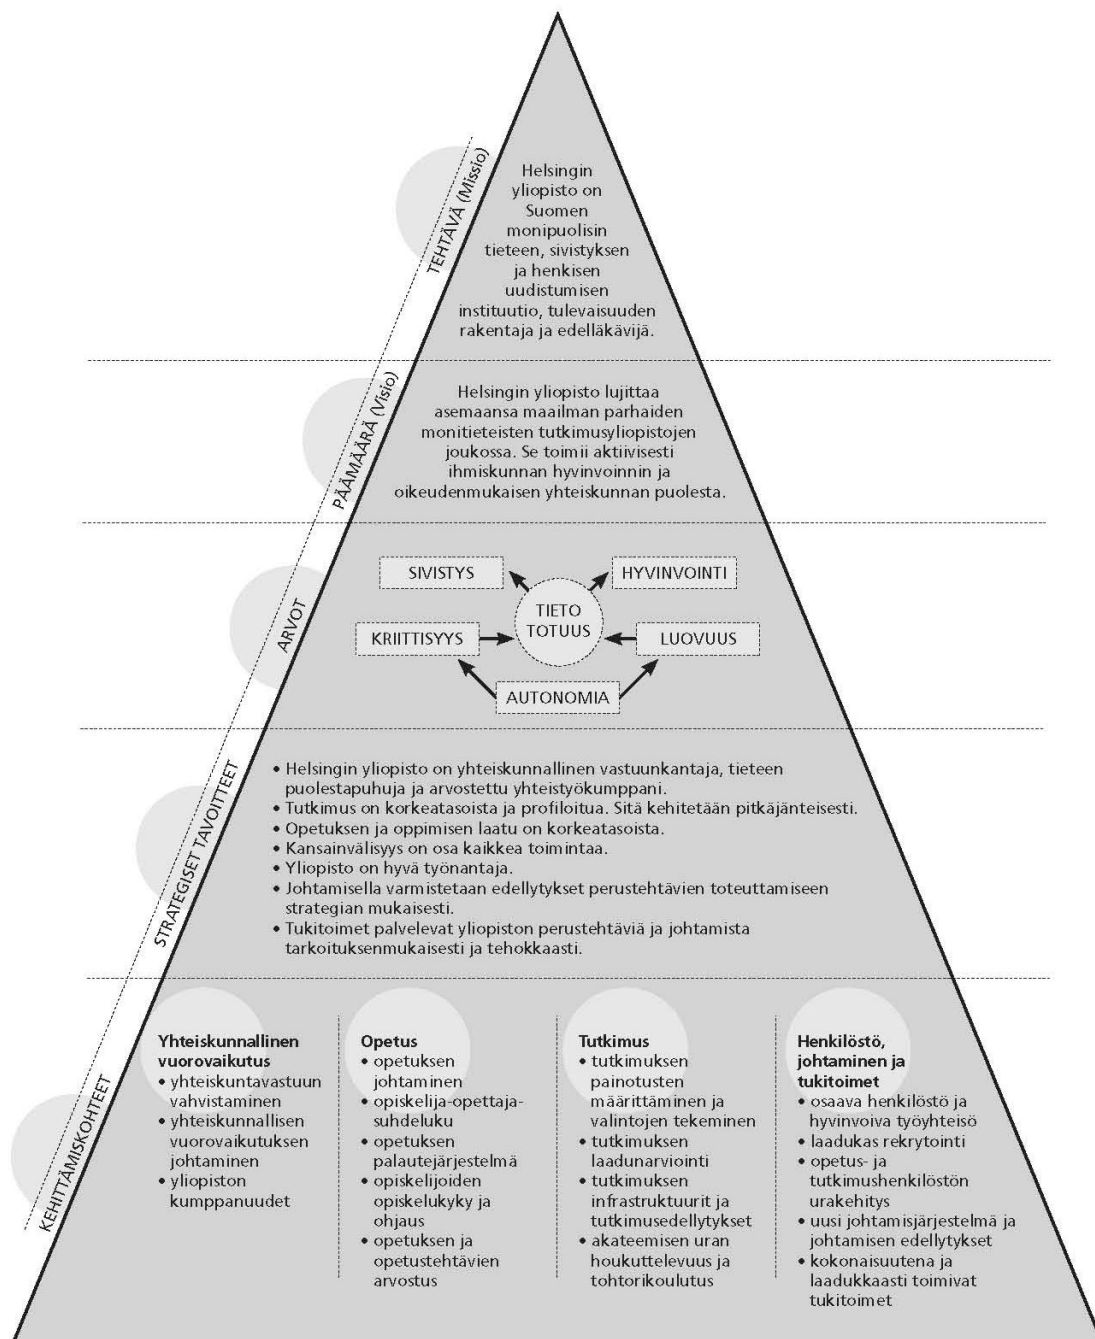 TEHTÄVÄ (Missio)
Helsingin
yliopisto on
Suomen
monipuolisin
tieteen, sivistyksen
ja henkisen
uudistumisen
instituutio, tulevaisuuden
rakentaja ja edelläkävijä.
PÄÄMÄÄRÄ (Visio)
Helsingin yliopisto lujittaa
asemaansa maailman parhaiden
monitieteisten tutkimusyliopistojen
joukossa. Se toimii aktiivisesti
ihmiskunnan hyvinvoinnin ja
oikeudenmukaisen yhteiskunnan puolesta.
ARVOT
SIVISTYS
HYVINVOINTI
TIETO
TOTUUS
KRIITTISYYS
LUOVUUS
AUTONOMIA
STRATEGISET TAVOITTEET
• Helsingin yliopisto on yhteiskunnallinen vastuunkantaja, tieteen
puolestapuhuja ja arvostettu yhteistyökumppani.
• Tutkimus on korkeatasoista ja profiloitua. Sitä kehitetään pitkäjänteisesti.
• Opetuksen ja oppimisen laatu on korkeatasoista.
• Kansainvälisyys on osa kaikkea toimintaa.
• Yliopisto on hyvä työnantaja.
• Johtamisella varmistetaan edellytykset perustehtävien toteuttamiseen
strategian mukaisesti.
• Tukitoimet palvelevat yliopiston perustehtäviä ja johtamista
tarkoituksenmukaisesti ja tehokkaasti.
KEHITTÄMISKOHTEET
Yhteiskunnallinen
vuorovaikutus
• yhteiskuntavastuun
vahvistaminen
• yhteiskunnallisen
vuorovaikutuksen
johtaminen
• yliopiston
kumppanuudet
Opetus
• opetuksen
johtaminen
• opiskelija-opettaja-
suhdeluku
• opetuksen
palautejärjestelmä
• opiskelijoiden
opiskelukyky ja
ohjaus
• opetuksen ja
opetustehtävien
arvostus
Tutkimus
• tutkimuksen
painotusten
määrittäminen ja
valintojen tekeminen
• tutkimuksen
laadunarviointi
• tutkimuksen
infrastruktuurit ja
tutkimusedellytykset
• akateemisen uran
houkuttelevuus ja
tohtorikoulutus
Henkilöstö,
johtaminen ja
tukitoimet
• osaava henkilöstö ja
hyvinvoiva työyhteisö
• laadukas rekrytointi
• opetus- ja
tutkimushenkilöstön
urakehitys
• uusi johtamisjärjestelmä ja
johtamisen edellytykset
• kokonaisuutena ja
laadukkaasti toimivat
tukitoimet